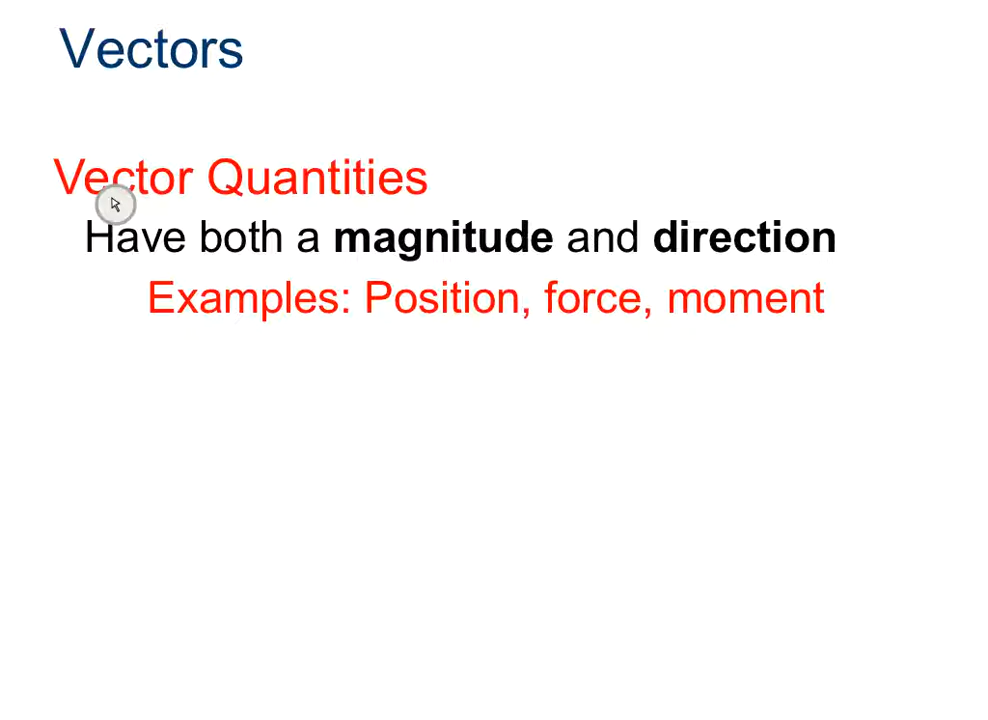 Vectors
Vector Quantities
Have both a magnitude and direction
Examples: Position, force, moment